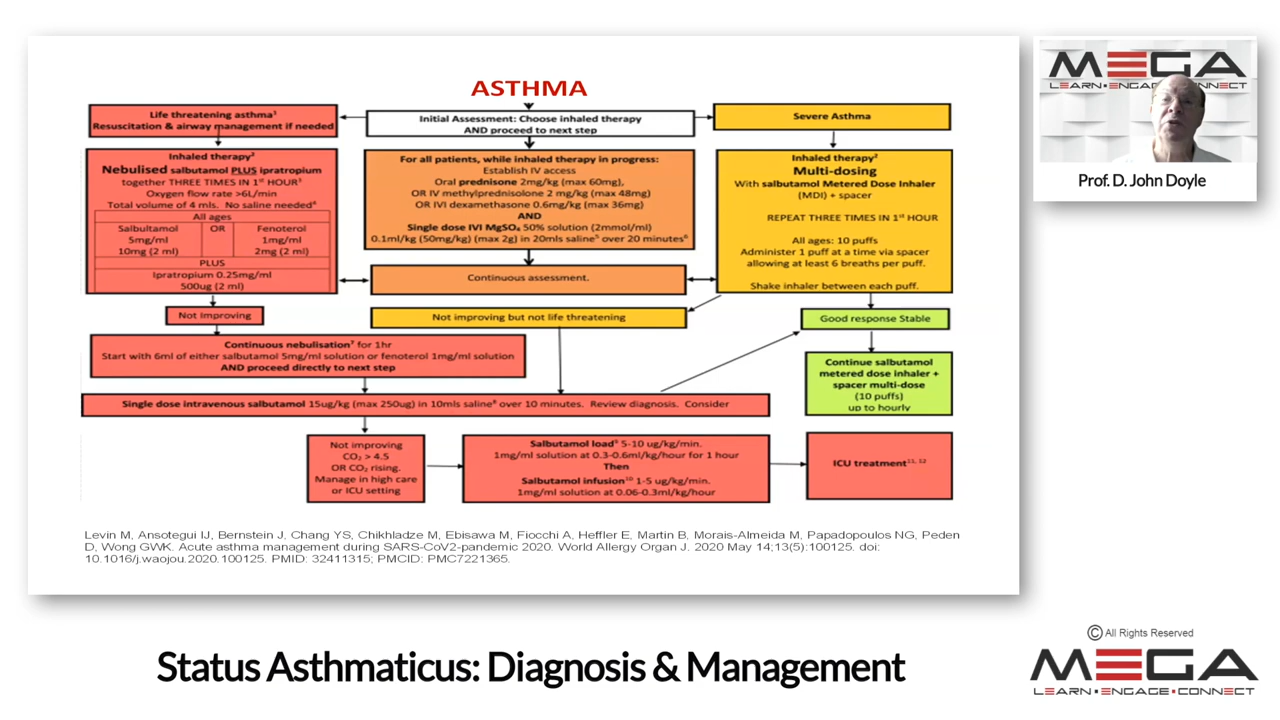 ASTHMA
Life threatening asthma¹
Resuscitation & airway management if needed
Initial Assessment: Choose inhaled therapy
AND proceed to next step
Severe Asthma
Inhaled therapy²
Nebulised salbutamol PLUS ipratropium
together THREE TIMES IN 1st HOUR³
Oxygen flow rate >6L/min
Total volume of 4 mls. No saline needed⁴
All ages
Salbultamol
5mg/ml
10mg (2 ml)
OR
Fenoterol
1mg/ml
2mg (2 ml)
PLUS
Ipratropium 0.25mg/ml
500ug (2 ml)
For all patients, while inhaled therapy in progress:
Establish IV access
Oral prednisone 2mg/kg (max 60mg),
OR IV methylprednisolone 2 mg/kg (max 48mg)
OR IVI dexamethasone 0.6mg/kg (max 36mg)
AND
Single dose IVI MgSO₄ 50% solution (2mmol/ml)
0.1ml/kg (50mg/kg) (max 2g) in 20mls saline⁵ over 20 minutes⁶
Inhaled therapy²
Multi-dosing
With salbutamol Metered Dose Inhaler
(MDI) + spacer
REPEAT THREE TIMES IN 1st HOUR
All ages: 10 puffs
Administer 1 puff at a time via spacer
allowing at least 6 breaths per puff.
Shake inhaler between each puff.
Continuous assessment.
Not Improving
Not improving but not life threatening
Good response Stable
Continuous nebulisation⁷ for 1hr
Start with 6ml of either salbutamol 5mg/ml solution or fenoterol 1mg/ml solution
AND proceed directly to next step
Continue salbutamol
metered dose inhaler +
spacer multi-dose
(10 puffs)
up to hourly
Single dose intravenous salbutamol 15ug/kg (max 250ug) in 10mls saline⁸ over 10 minutes. Review diagnosis. Consider
Not improving
CO₂ > 4.5
OR CO₂ rising.
Manage in high care
or ICU setting
Salbutamol load⁹ 5-10 ug/kg/min.
1mg/ml solution at 0.3-0.6ml/kg/hour for 1 hour
Then
Salbutamol infusion¹⁰ 1-5 ug/kg/min.
1mg/ml solution at 0.06-0.3ml/kg/hour
ICU treatment¹¹, ¹²
Levin M, Ansotegui IJ, Bernstein J, Chang YS, Chikhladze M, Ebisawa M, Fiocchi A, Heffler E, Martin B, Morais-Almeida M, Papadopoulos NG, Peden
D, Wong GWK. Acute asthma management during SARS-CoV2-pandemic 2020. World Allergy Organ J. 2020 May 14;13(5):100125. doi:
10.1016/j.waojou.2020.100125. PMID: 32411315; PMCID: PMC7221365.
MEGA
Prof. D. John Doyle
Status Asthmaticus: Diagnosis & Management
© All Rights Reserved
MEGA
LEARN▪ENGAGE▪CONNECT